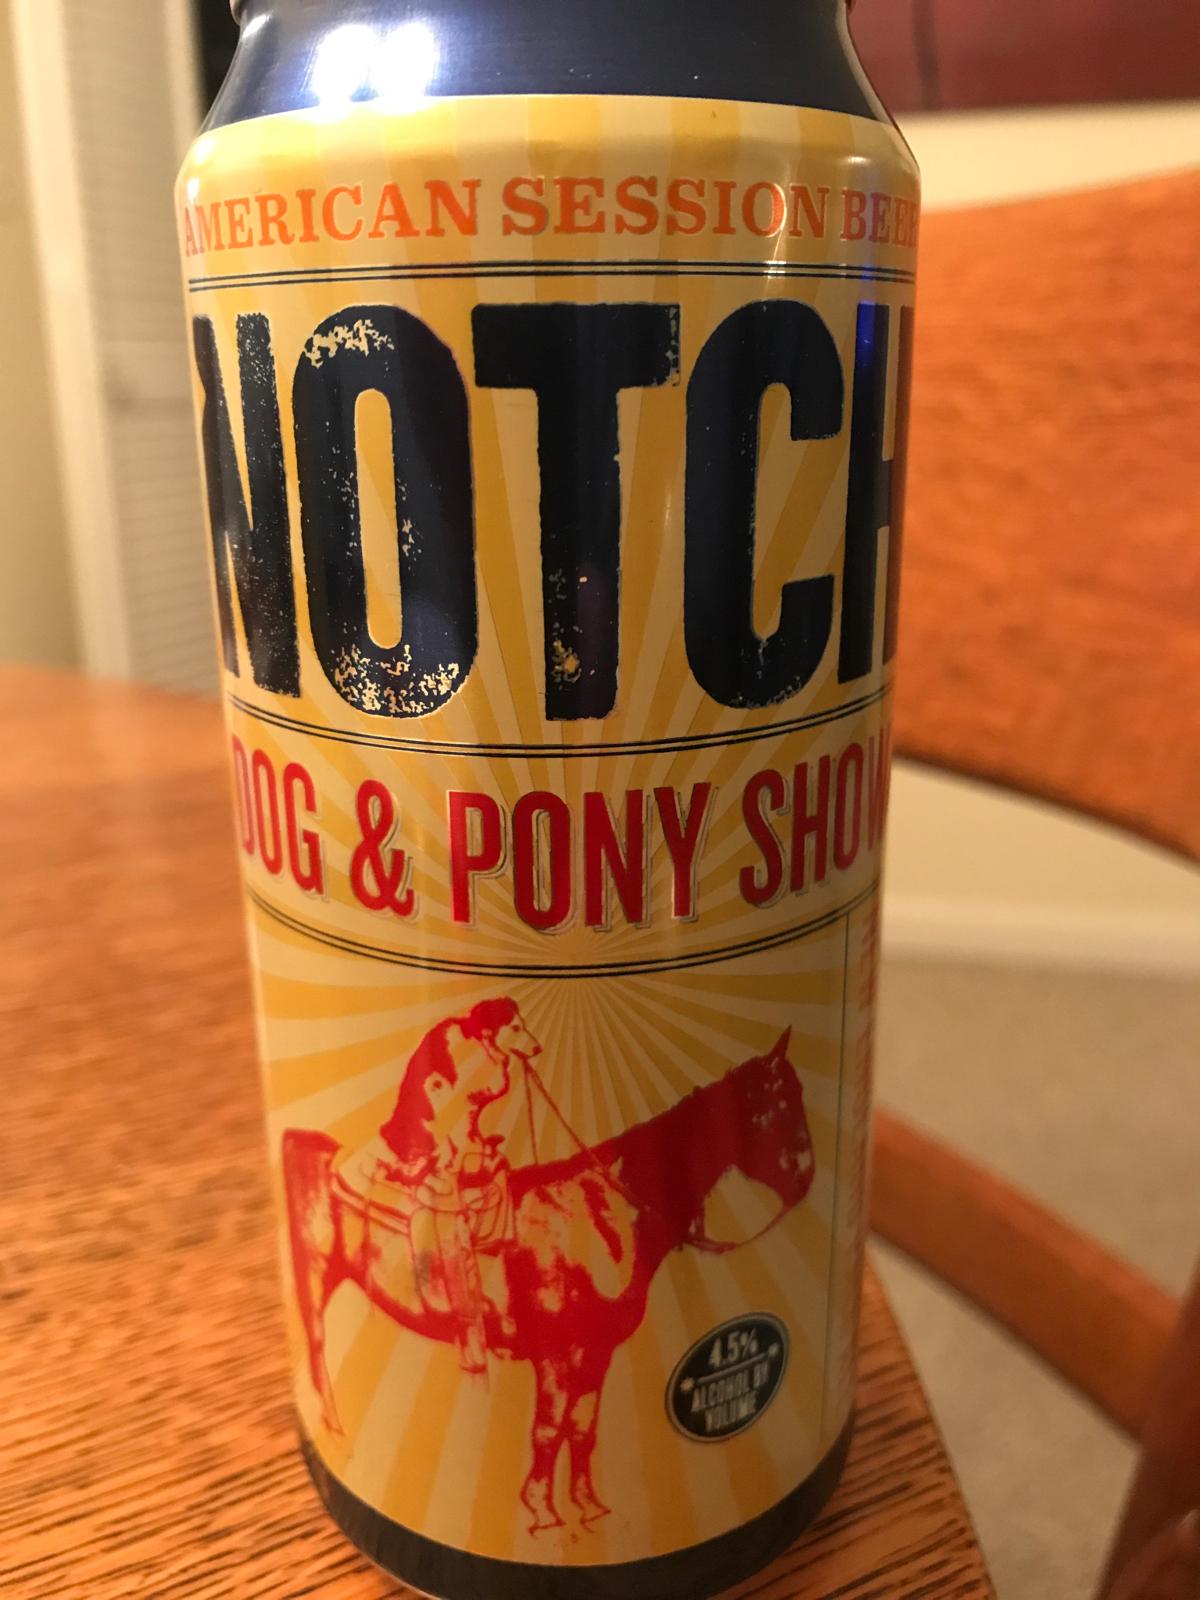 AMERICAN SESSION BEER
NOTCH
DOG & PONY SHOW
4.5%
ALCOHOL BY
VOLUME